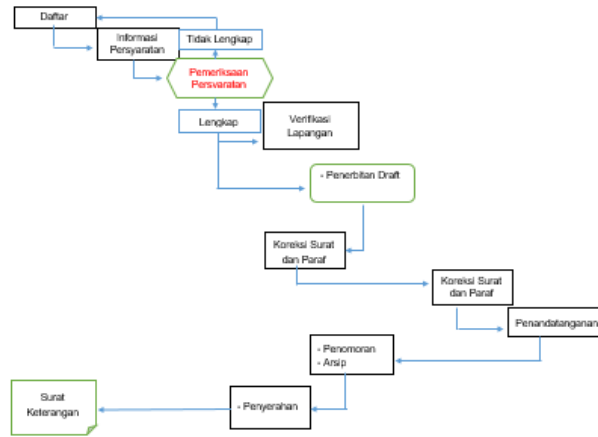 Daftar
Informasi
Persyaratan
Tidak Lengkap
Pemeriksaan
Persyaratan
Lengkap
Verifikasi
Lapangan
- Penerbitan Draft
Koreksi Surat
dan Paraf
Koreksi Surat
dan Paraf
Penandatanganan
- Penomoran
- Arsip
- Penyerahan
Surat
Keterangan